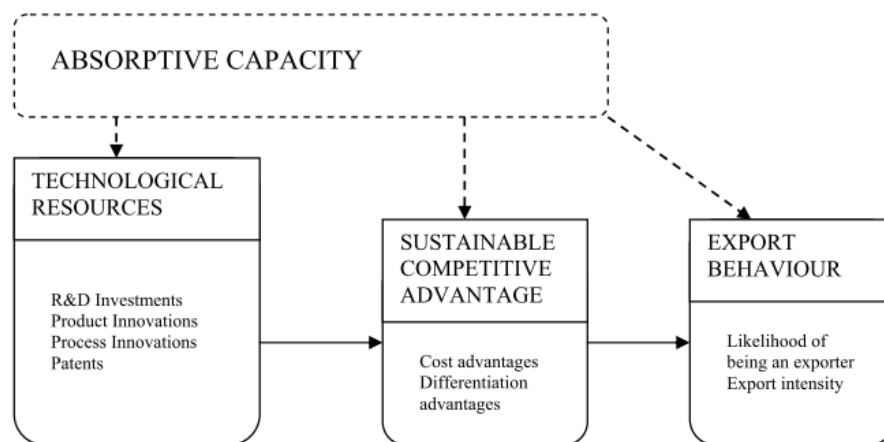 ABSORPTIVE CAPACITY
TECHNOLOGICAL
RESOURCES
R&D Investments
Product Innovations
Process Innovations
Patents
SUSTAINABLE
COMPETITIVE
ADVANTAGE
Cost advantages
Differentiation
advantages
EXPORT
BEHAVIOUR
Likelihood of
being an exporter
Export intensity